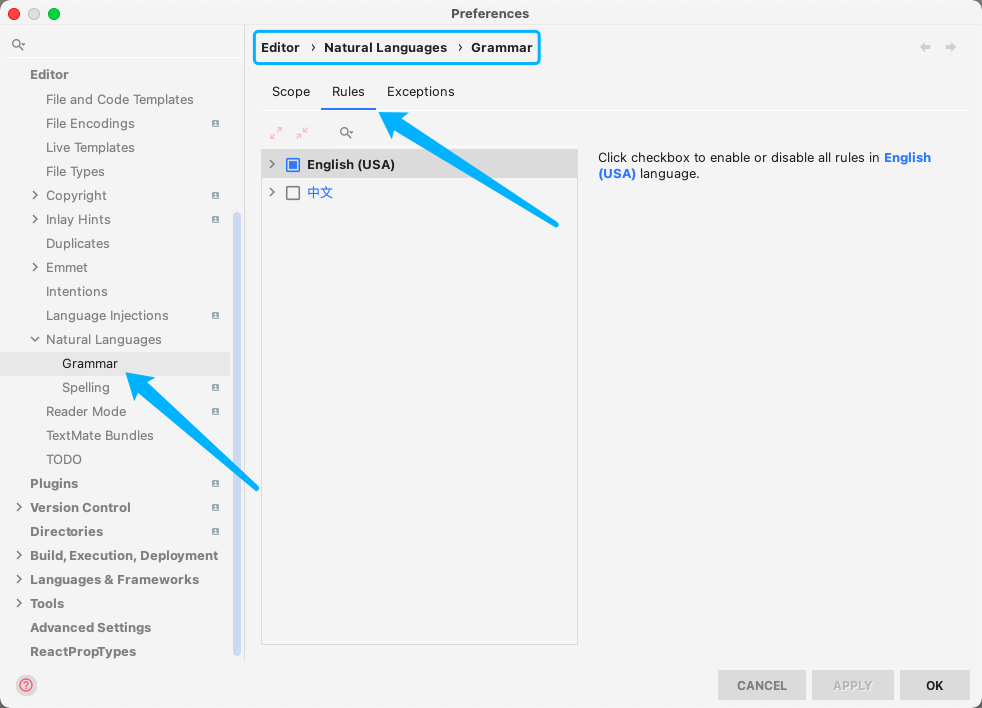 Preferences
Editor › Natural Languages › Grammar
Editor
File and Code Templates
File Encodings
Live Templates
File Types
Copyright
Inlay Hints
Duplicates
Emmet
Intentions
Language Injections
Natural Languages
Grammar
Spelling
Reader Mode
TextMate Bundles
TODO
Plugins
Version Control
Directories
Build, Execution, Deployment
Languages & Frameworks
Tools
Advanced Settings
ReactPropTypes
Scope Rules Exceptions
English (USA)
中文
Click checkbox to enable or disable all rules in English
(USA) language.
?
CANCEL APPLY OK